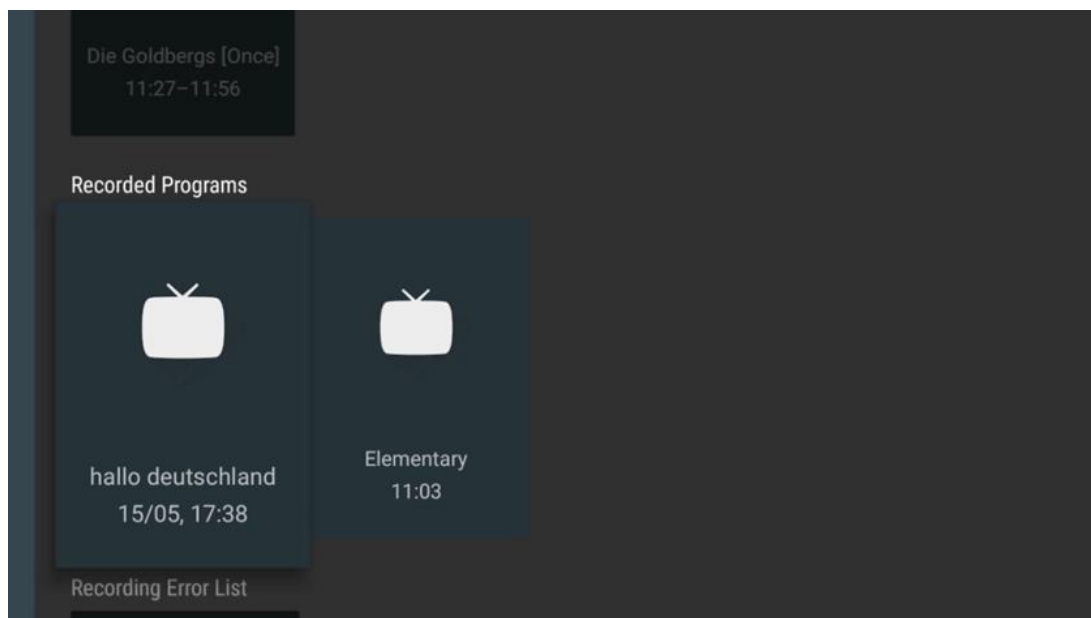 Die Goldbergs [Once]
11:27–11:56
Recorded Programs
hallo deutschland
15/05, 17:38
Elementary
11:03
Recording Error List